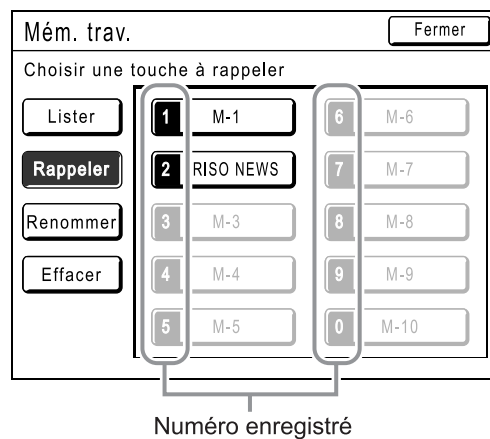 Mém. trav. Fermer
Choisir une touche à rappeler
Lister 1 M-1 6 M-6
Rappeler 2 RISO NEWS 7 M-7
Renommer 3 M-3 8 M-8
Effacer 4 M-4 9 M-9
5 M-5 0 M-10
Numéro enregistré